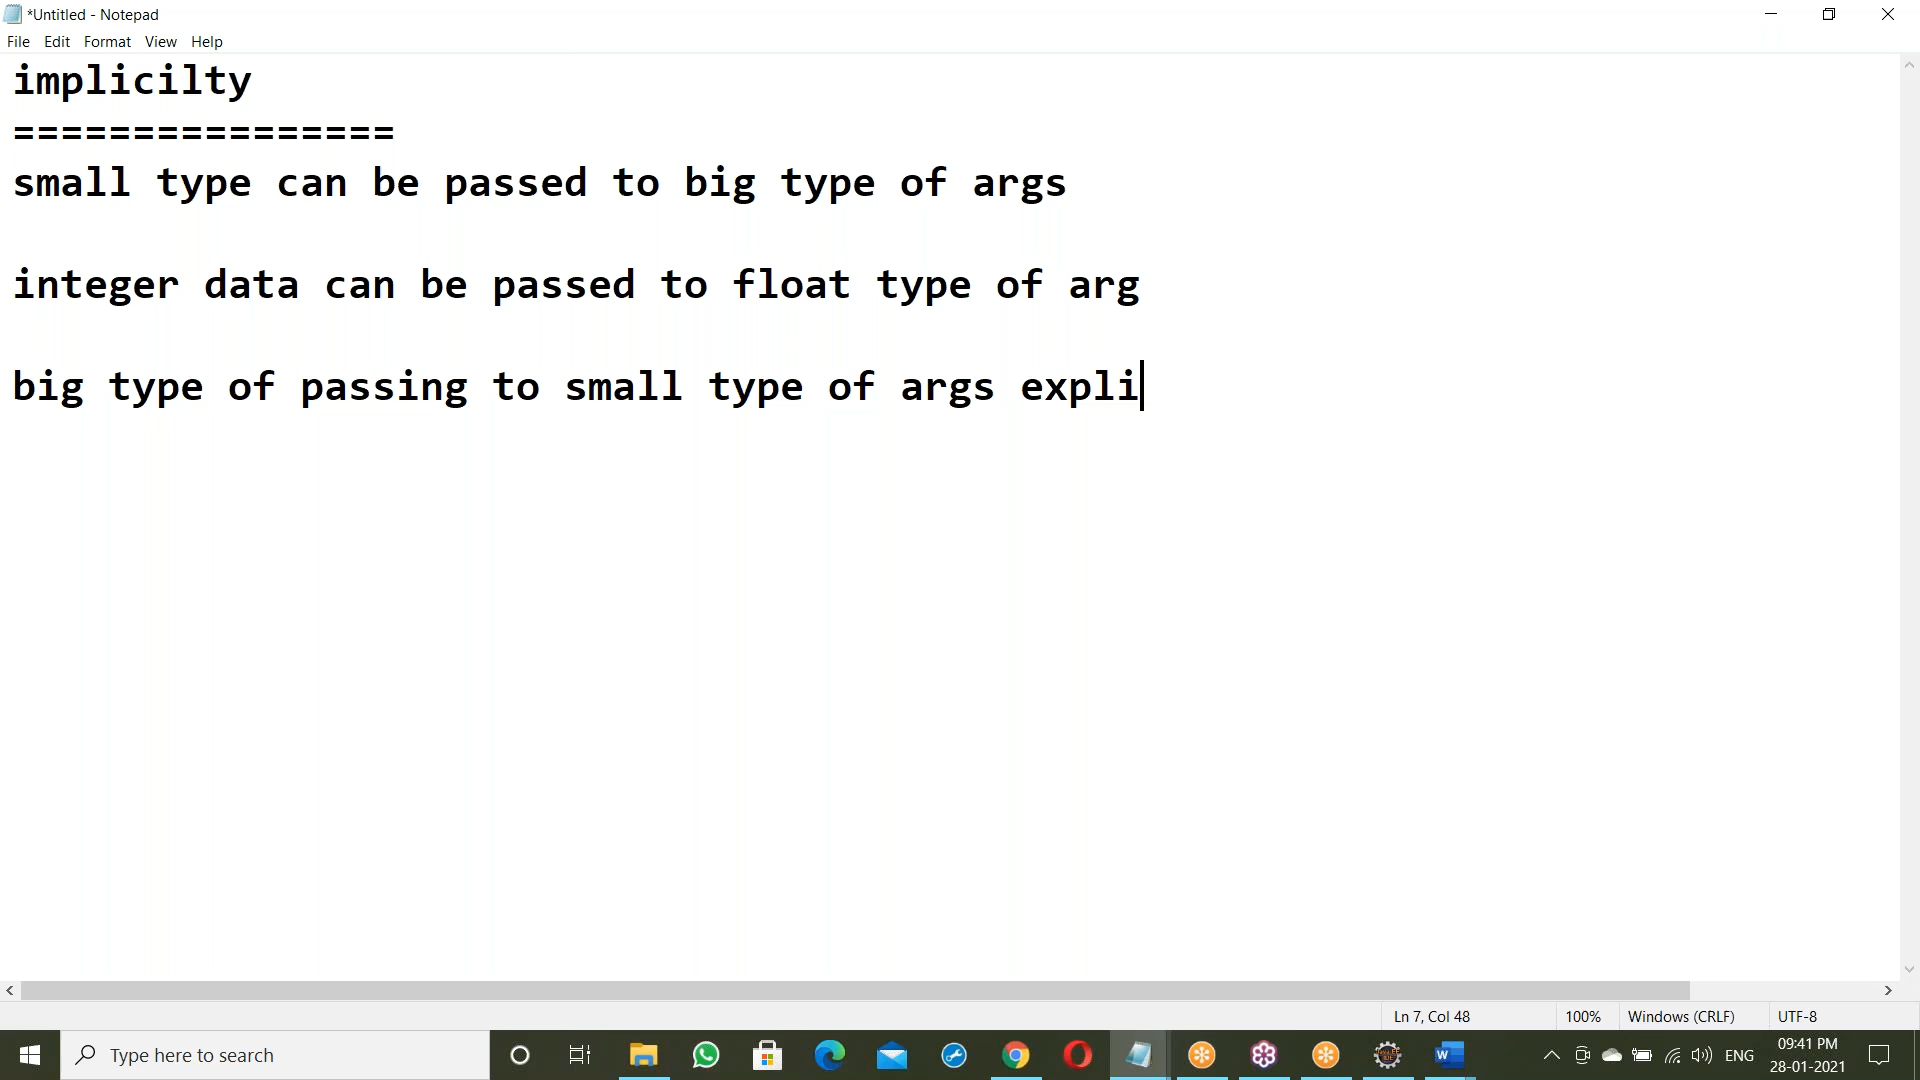 *Untitled - Notepad
File Edit Format View Help
implicilty
================
small type can be passed to big type of args
integer data can be passed to float type of arg
big type of passing to small type of args expli
Ln 7, Col 48 100% Windows (CRLF) UTF-8
Type here to search
ENG
09:41 PM
28-01-2021